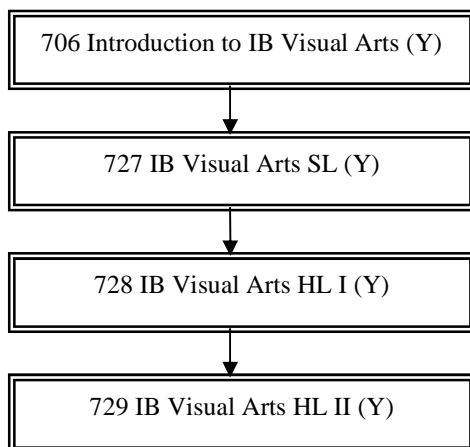 706 Introduction to IB Visual Arts (Y)
727 IB Visual Arts SL (Y)
728 IB Visual Arts HL I (Y)
729 IB Visual Arts HL II (Y)